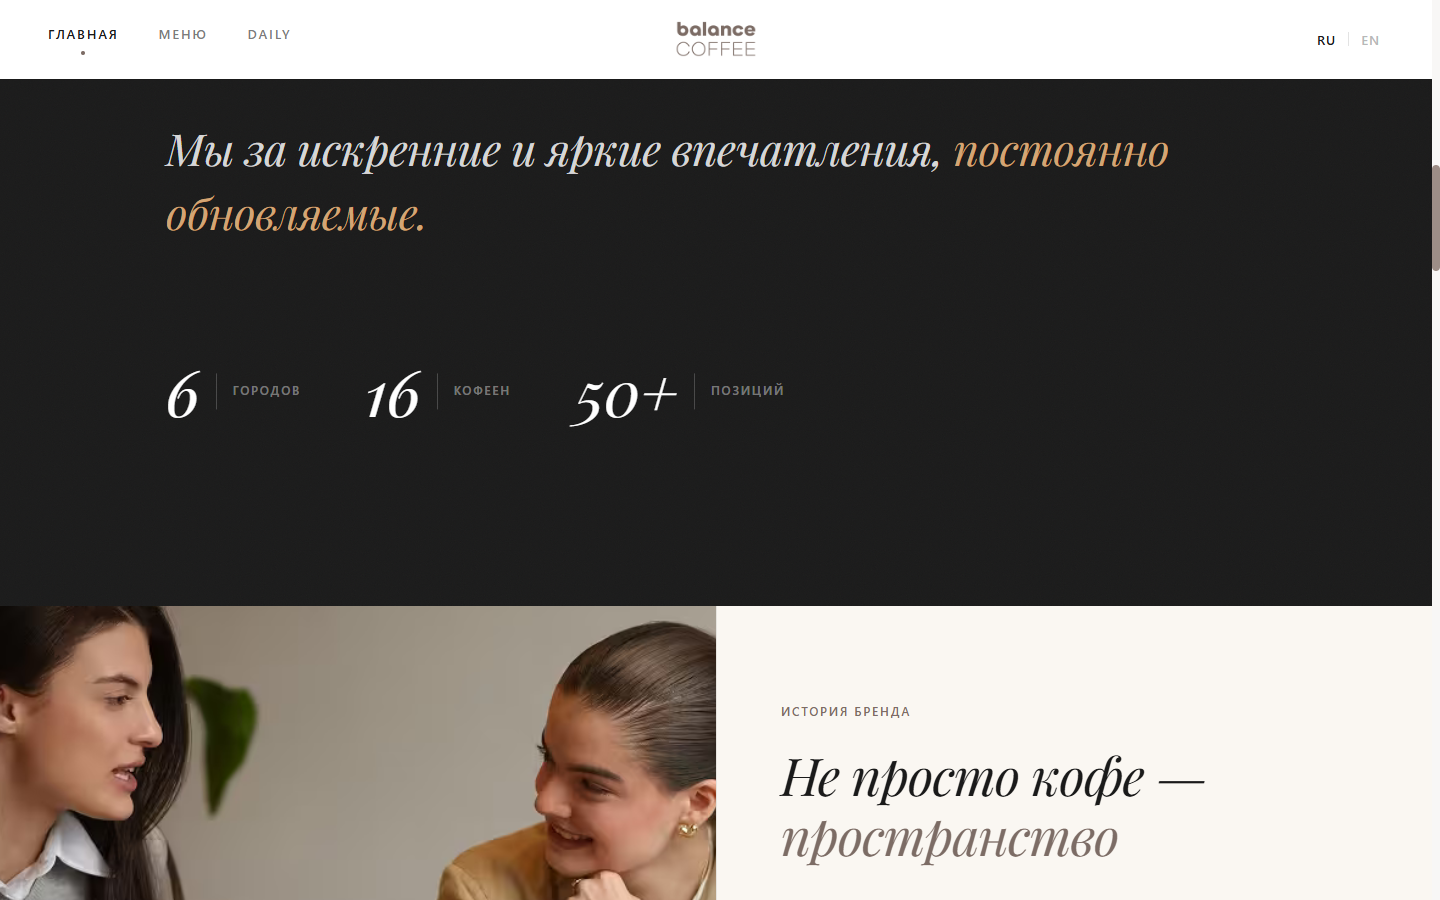 ГЛАВНАЯ
МЕНЮ
DAILY
balance
COFFEE
RU
EN
Мы за искренние и яркие впечатления, постоянно
обновляемые.
6 ГОРОДОВ
16 КОФЕЕН
50+ ПОЗИЦИЙ
ИСТОРИЯ БРЕНДА
Не просто кофе —
пространство